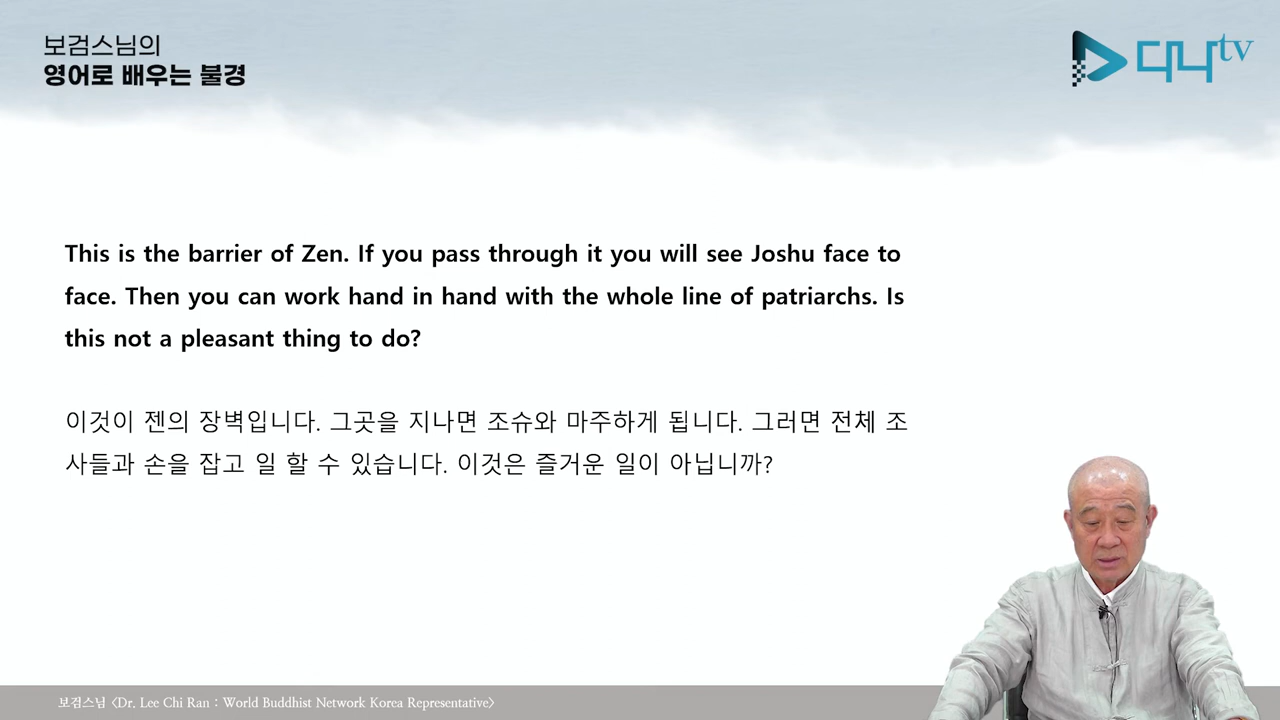 보검스님의
영어로 배우는 불경
디나tv
This is the barrier of Zen. If you pass through it you will see Joshu face to
face. Then you can work hand in hand with the whole line of patriarchs. Is
this not a pleasant thing to do?
이것이 젠의 장벽입니다. 그곳을 지나면 조슈와 마주하게 됩니다. 그러면 전체 조
사들과 손을 잡고 일 할 수 있습니다. 이것은 즐거운 일이 아닙니까?
보검스님 <Dr. Lee Chi Ran : World Buddhist Network Korea Representative>